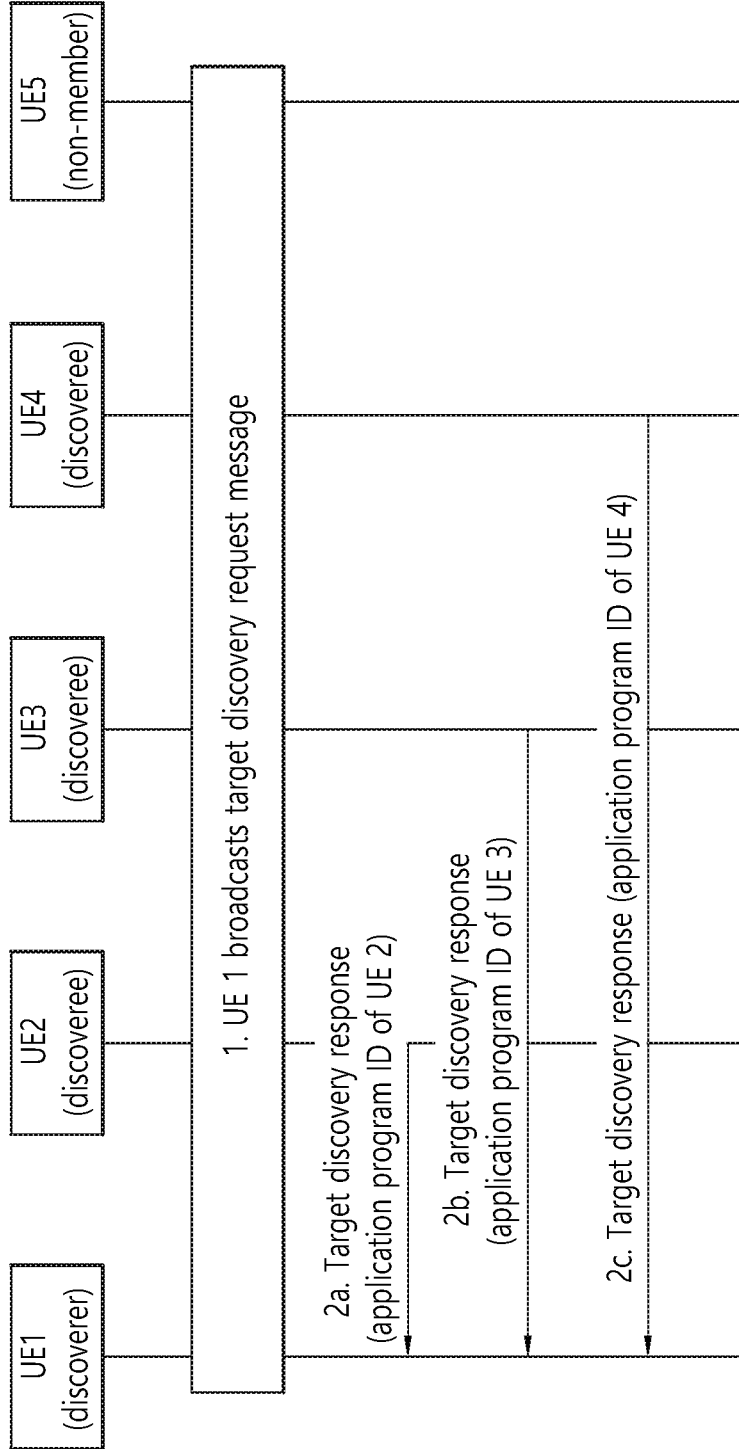 UE1
(discoverer)
UE2
(discoveree)
UE3
(discoveree)
UE4
(discoveree)
UE5
(non-member)
1. UE 1 broadcasts target discovery request message
2a. Target discovery response
(application program ID of UE 2)
2b. Target discovery response
(application program ID of UE 3)
2c. Target discovery response (application program ID of UE 4)